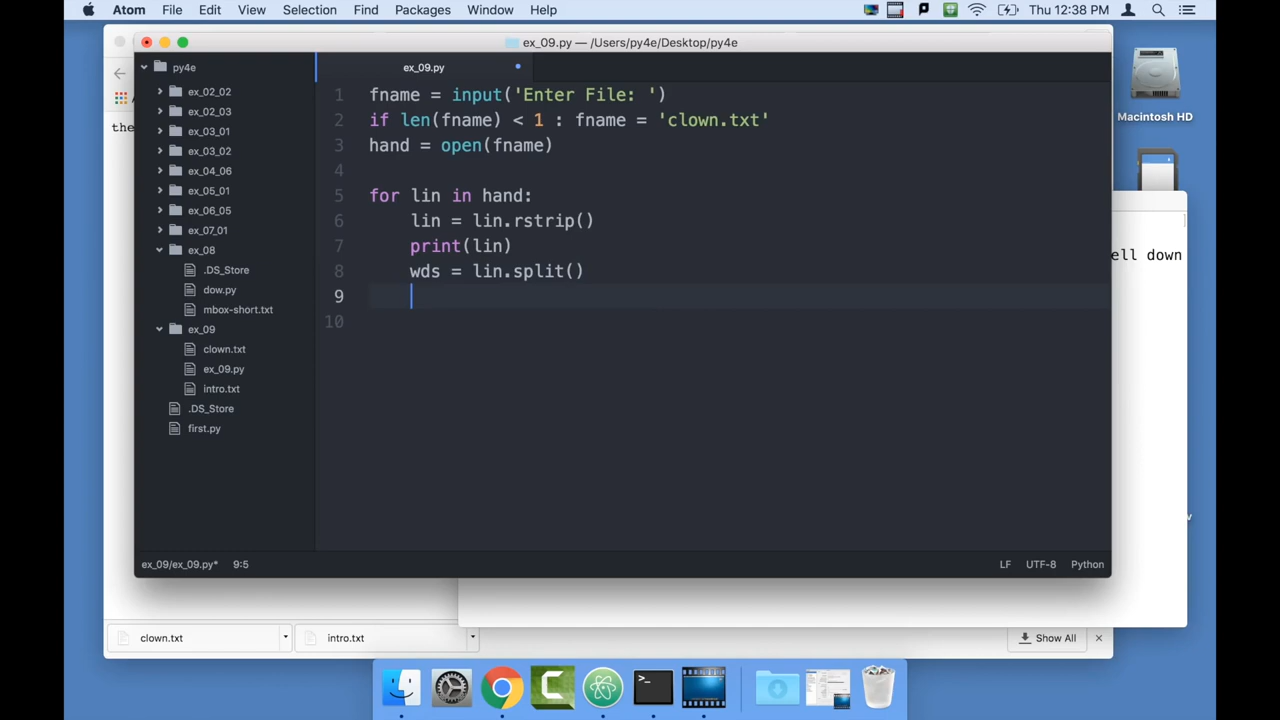 Atom File Edit View Selection Find Packages Window Help
Thu 12:38 PM
ex_09.py — /Users/py4e/Desktop/py4e
py4e
ex_09.py
ex_02_02
ex_02_03
ex_03_01
ex_03_02
ex_04_06
ex_05_01
ex_06_05
ex_07_01
ex_08
.DS_Store
dow.py
mbox-short.txt
ex_09
clown.txt
ex_09.py
intro.txt
.DS_Store
first.py
1 fname = input('Enter File: ')
2 if len(fname) < 1 : fname = 'clown.txt'
3 hand = open(fname)
4
5 for lin in hand:
6 lin = lin.rstrip()
7 print(lin)
8 wds = lin.split()
9
10
ex_09/ex_09.py* 9:5
LF UTF-8 Python
the
ell down
Macintosh HD
clown.txt
intro.txt
Show All